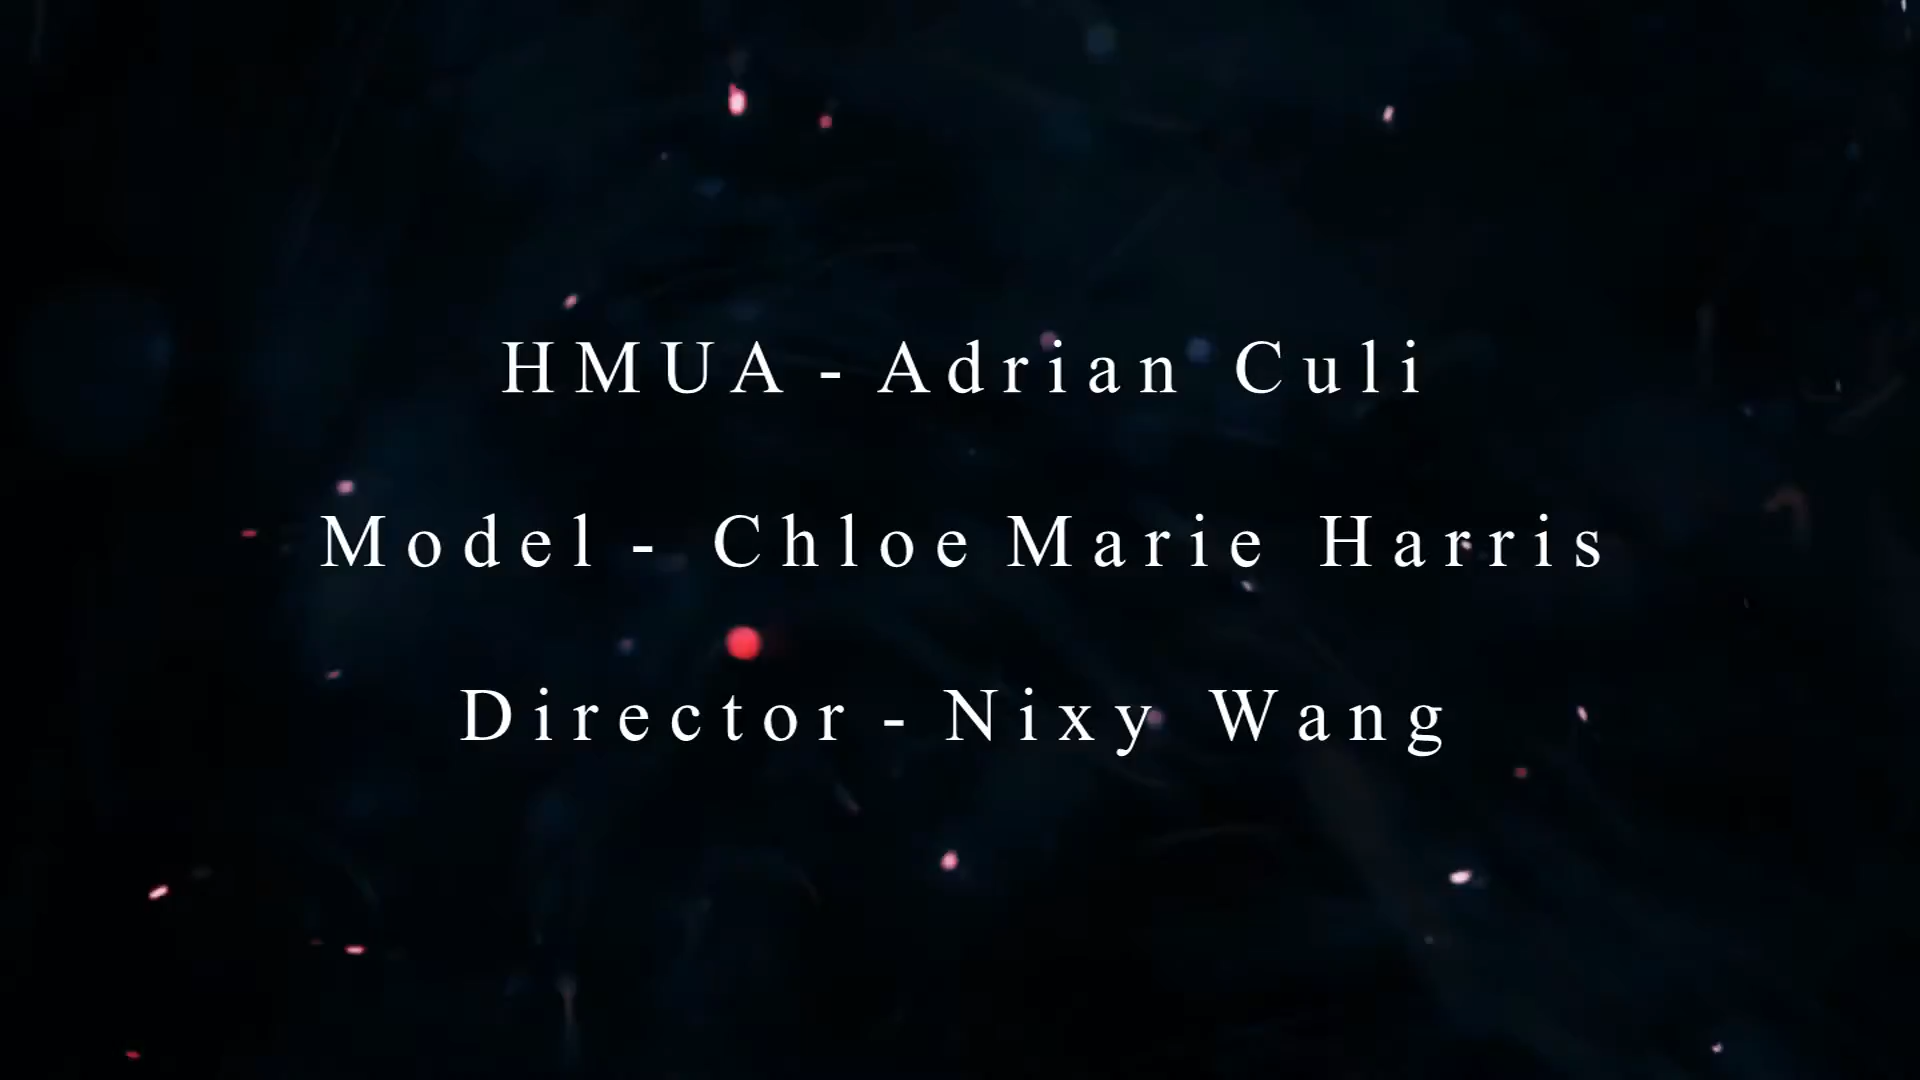 HMUA - Adrian Culi
Model - Chloe Marie Harris
Director - Nixy Wang